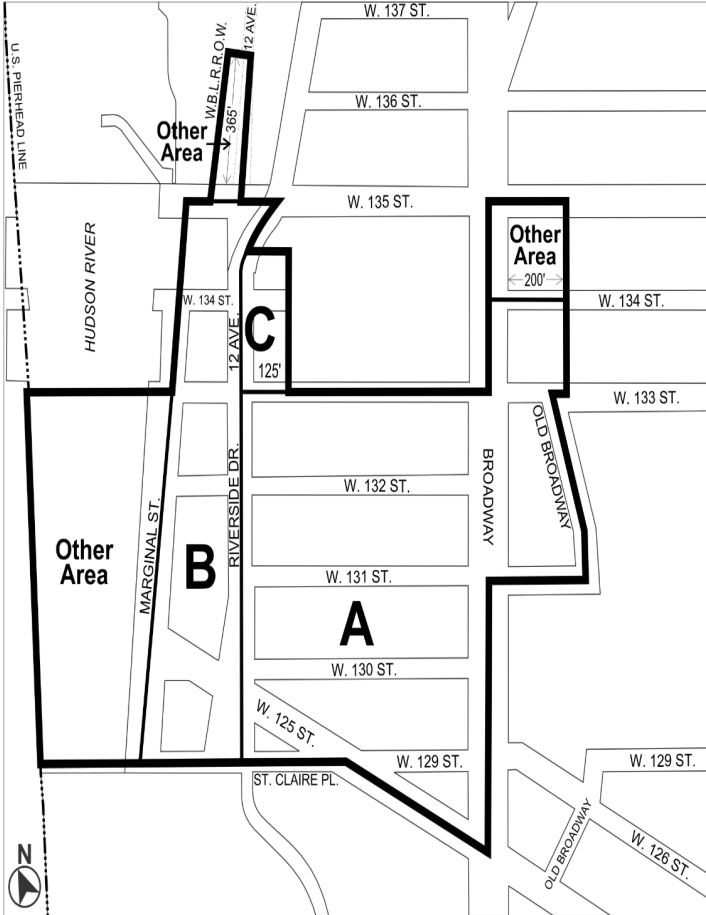 W. 137 ST.
12 AVE.
W.B.L.R.R.O.W.
U.S. PIERHEAD LINE
365'
W. 136 ST.
Other
Area
W. 135 ST.
HUDSON RIVER
Other
Area
200'
W. 134 ST.
W. 134 ST.
12 AVE.
C
125'
W. 133 ST.
OLD BROADWAY
BROADWAY
W. 132 ST.
RIVERSIDE DR.
MARGINAL ST.
Other
Area
B
W. 131 ST.
A
W. 130 ST.
W. 125 ST.
W. 129 ST.
W. 129 ST.
ST. CLAIRE PL.
OLD BROADWAY
W. 126 ST.
N